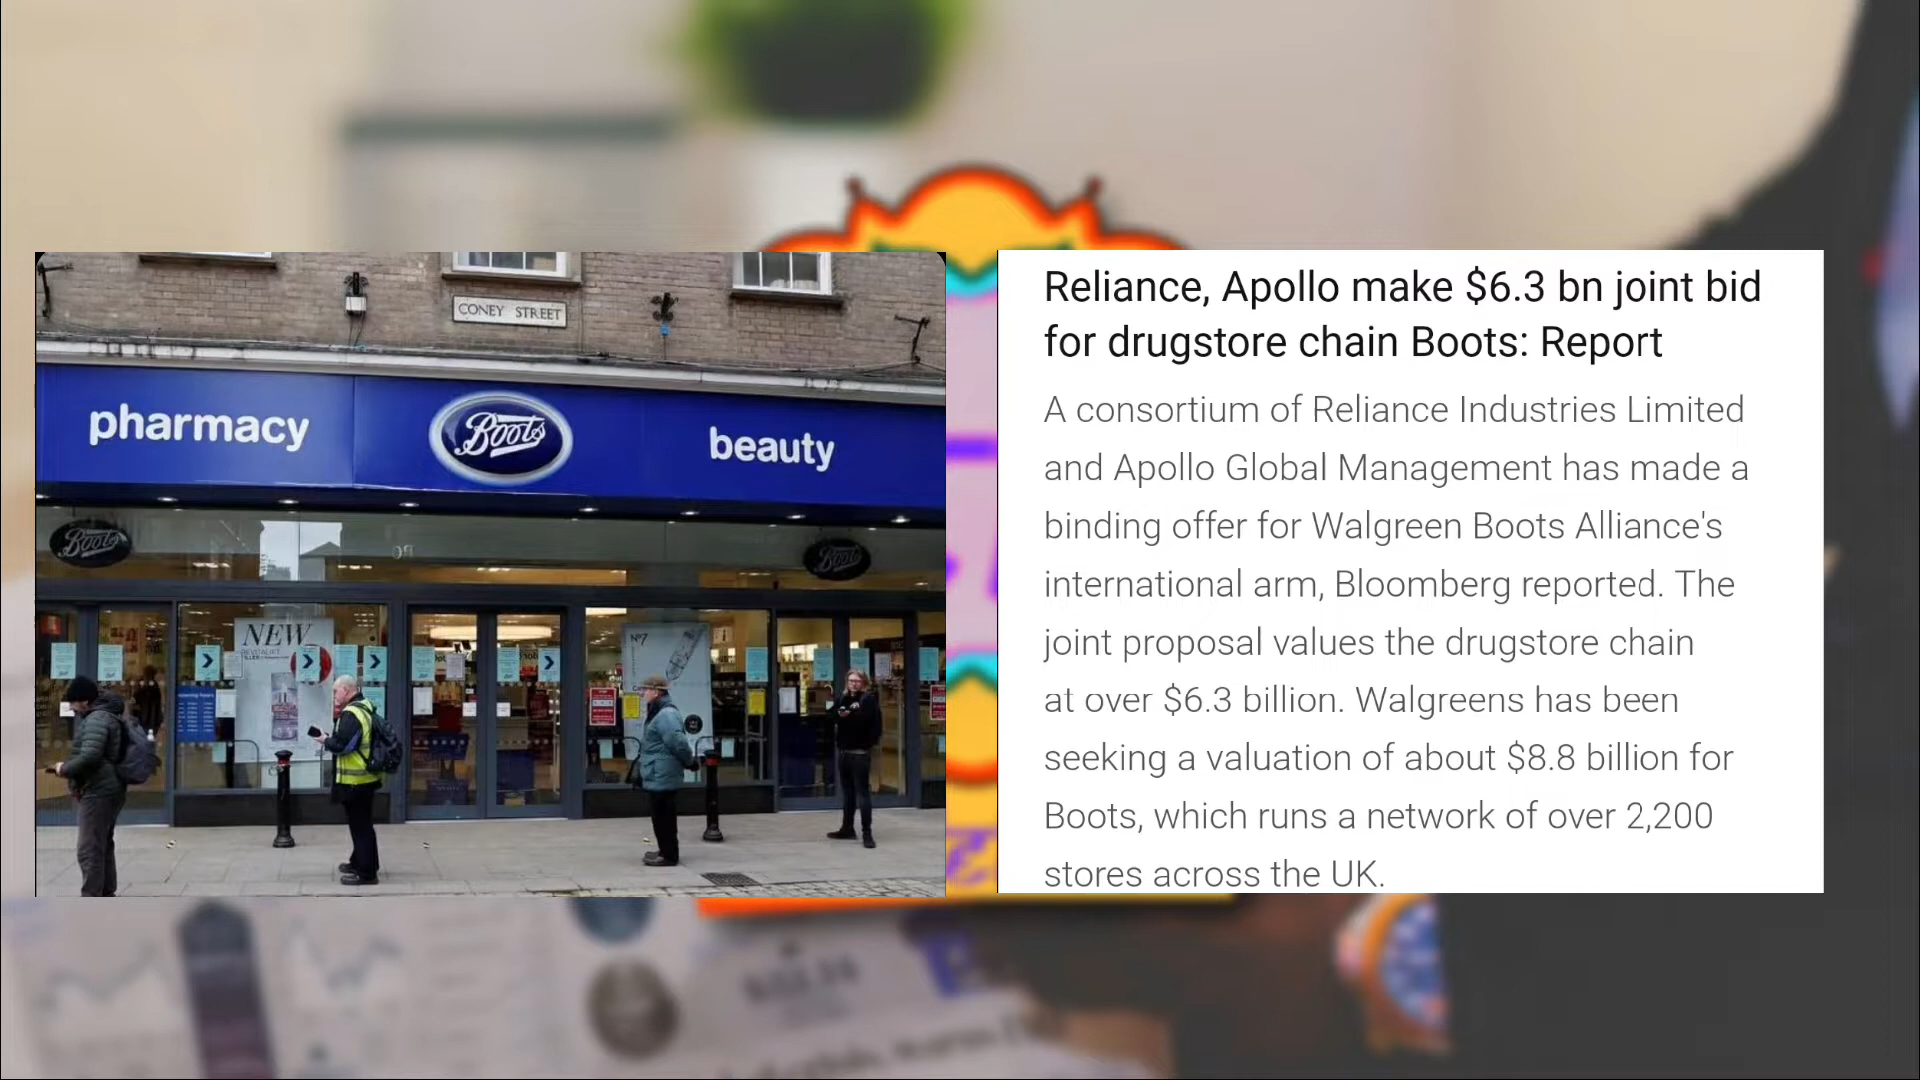 CONEY STREET
pharmacy
Boots
beauty
Boots
Boots
NEW
Nº7
Reliance, Apollo make $6.3 bn joint bid
for drugstore chain Boots: Report
A consortium of Reliance Industries Limited
and Apollo Global Management has made a
binding offer for Walgreen Boots Alliance's
international arm, Bloomberg reported. The
joint proposal values the drugstore chain
at over $6.3 billion. Walgreens has been
seeking a valuation of about $8.8 billion for
Boots, which runs a network of over 2,200
stores across the UK.